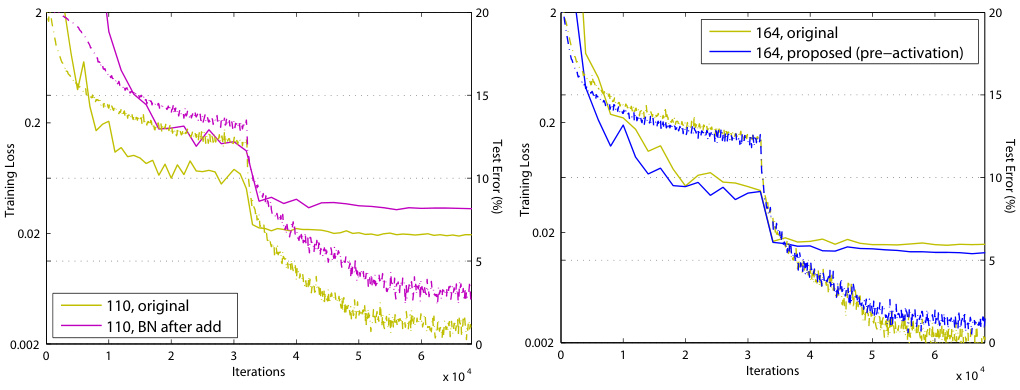 2
0.2
0.02
0.002
Training Loss
20
15
10
5
0
Test Error (%)
110, original
110, BN after add
0 1 2 3 4 5 6
Iterations
x 10^4
2
0.2
0.02
0.002
Training Loss
20
15
10
5
0
Test Error (%)
164, original
164, proposed (pre−activation)
0 1 2 3 4 5 6
Iterations
x 10^4